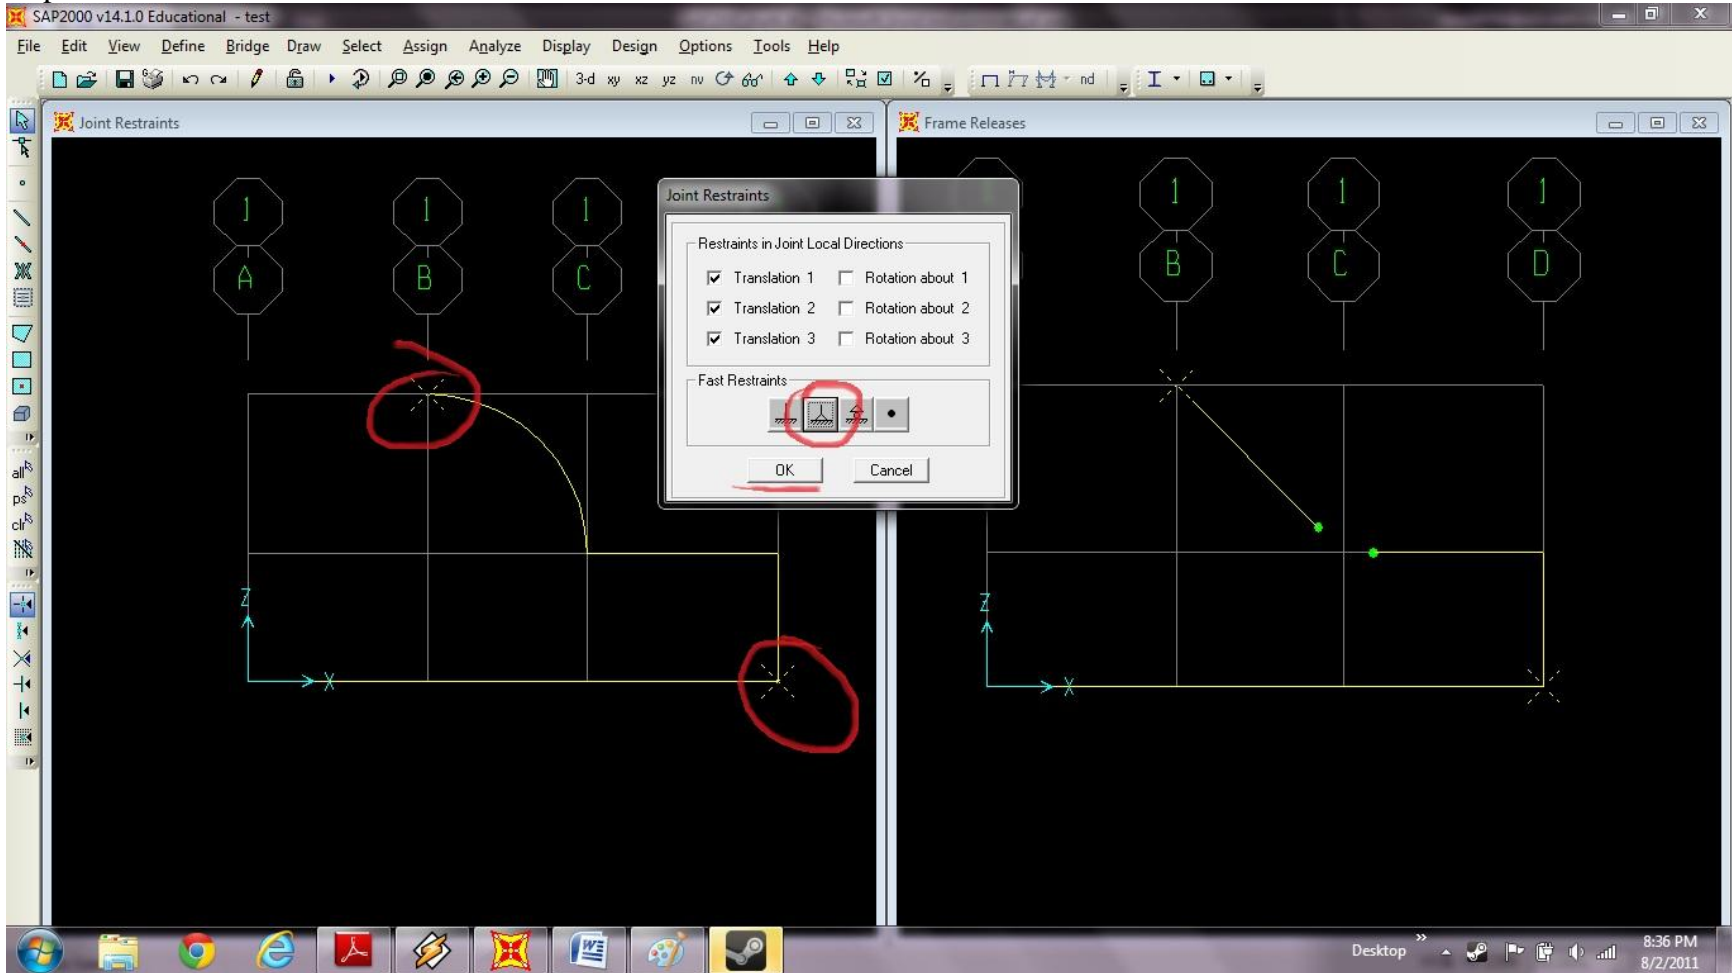 SAP2000 v14.1.0 Educational - test
File Edit View Define Bridge Draw Select Assign Analyze Display Design Options Tools Help
3-d xy xz yz nv nd
Joint Restraints
Frame Releases
1 1 1 1 1 1
A B C B C D
Joint Restraints
Restraints in Joint Local Directions
Translation 1 Rotation about 1
Translation 2 Rotation about 2
Translation 3 Rotation about 3
Fast Restraints
OK Cancel
all
ps
clr
Z Z
X X
Desktop
8:36 PM
8/2/2011